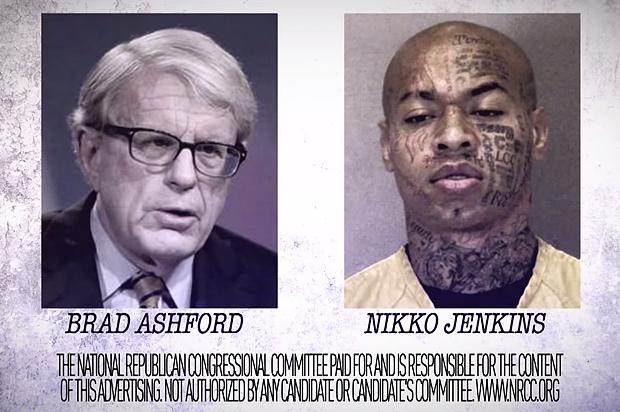 BRAD ASHFORD
NIKKO JENKINS
THE NATIONAL REPUBLICAN CONGRESSIONAL COMMITTEE PAID FOR AND IS RESPONSIBLE FOR THE CONTENT
OF THIS ADVERTISING. NOT AUTHORIZED BY ANY CANDIDATE OR CANDIDATE'S COMMITTEE. WWW.NRCC.ORG